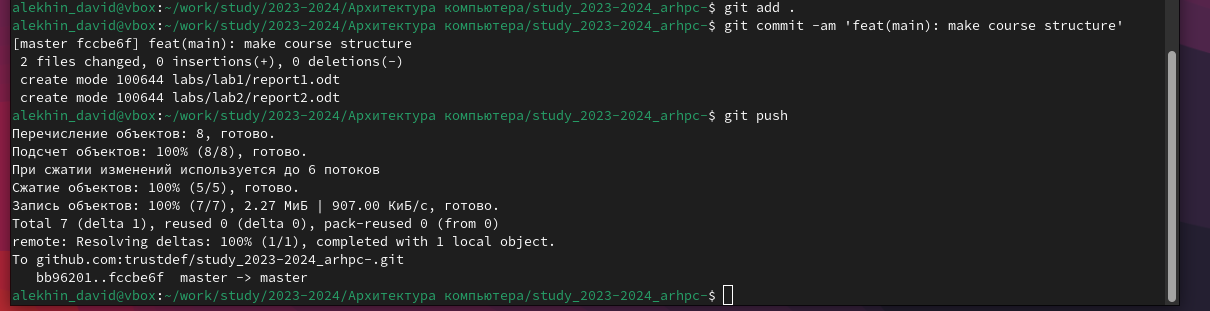 alekhin_david@vbox:~/work/study/2023-2024/Архитектура компьютера/study_2023-2024_arhpc-$ git add .
alekhin_david@vbox:~/work/study/2023-2024/Архитектура компьютера/study_2023-2024_arhpc-$ git commit -am 'feat(main): make course structure'
[master fccbe6f] feat(main): make course structure
 2 files changed, 0 insertions(+), 0 deletions(-)
 create mode 100644 labs/lab1/report1.odt
 create mode 100644 labs/lab2/report2.odt
alekhin_david@vbox:~/work/study/2023-2024/Архитектура компьютера/study_2023-2024_arhpc-$ git push
Перечисление объектов: 8, готово.
Подсчет объектов: 100% (8/8), готово.
При сжатии изменений используется до 6 потоков
Сжатие объектов: 100% (5/5), готово.
Запись объектов: 100% (7/7), 2.27 МиБ | 907.00 КиБ/с, готово.
Total 7 (delta 1), reused 0 (delta 0), pack-reused 0 (from 0)
remote: Resolving deltas: 100% (1/1), completed with 1 local object.
To github.com:trustdef/study_2023-2024_arhpc-.git
   bb96201..fccbe6f  master -> master
alekhin_david@vbox:~/work/study/2023-2024/Архитектура компьютера/study_2023-2024_arhpc-$